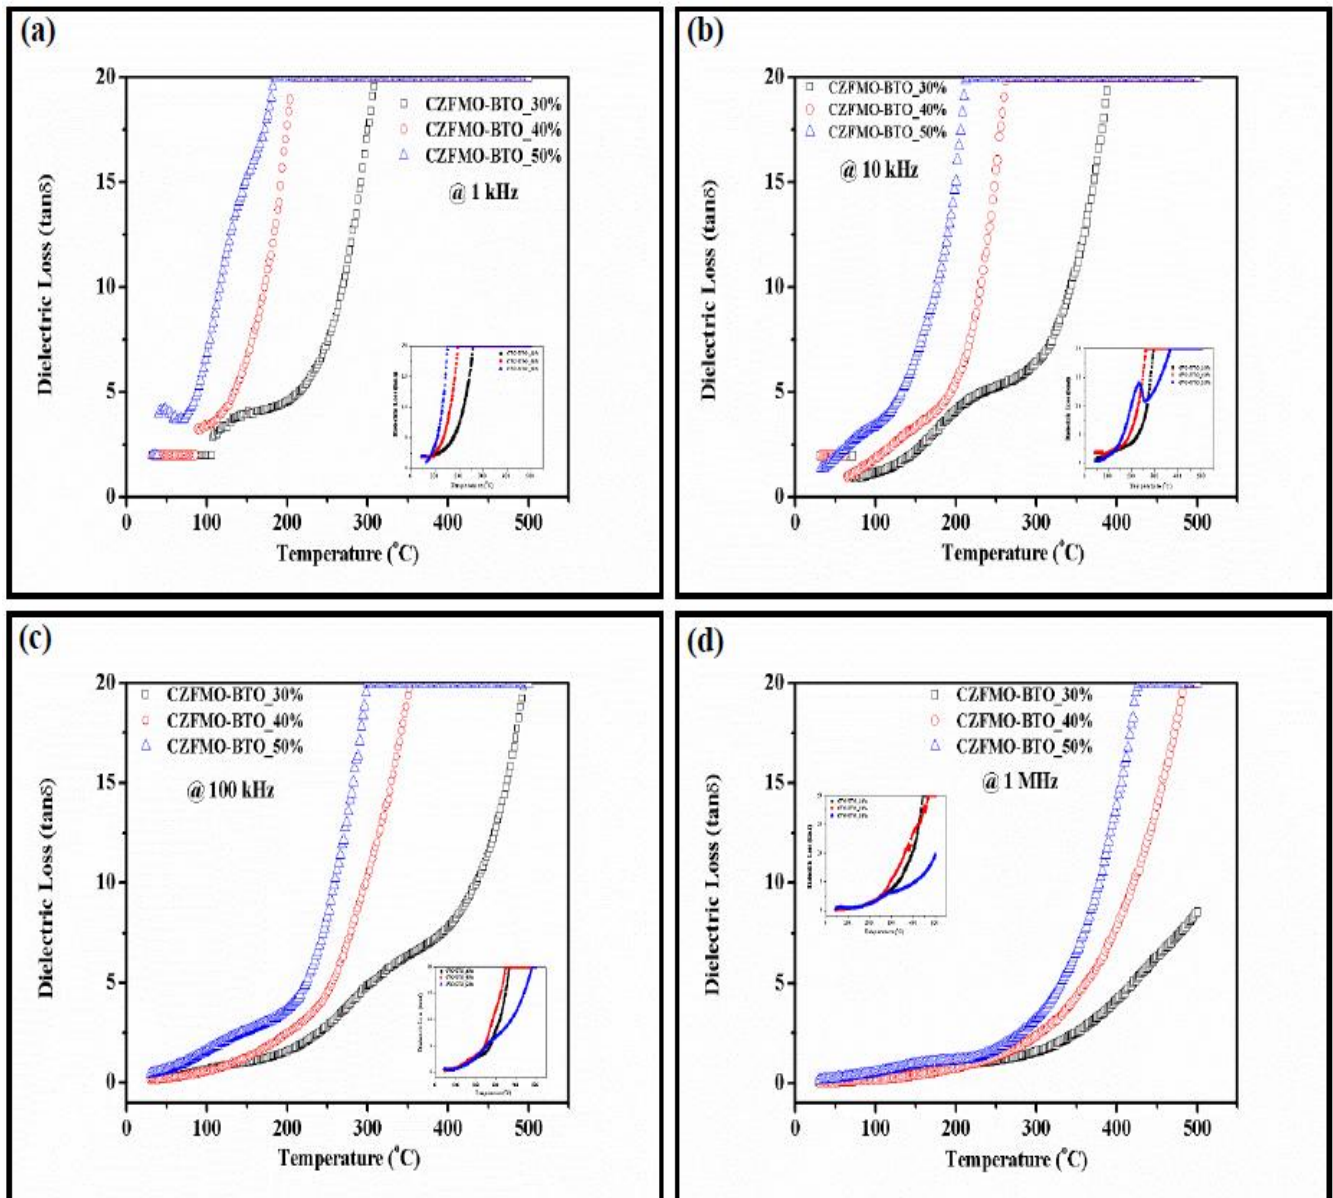 (a)
20
15
10
5
0
0 100 200 300 400 500
Dielectric Loss (tanδ)
Temperature (°C)
CZFMO-BTO_30%
CZFMO-BTO_40%
CZFMO-BTO_50%
@ 1 kHz
(b)
20
15
10
5
0
0 100 200 300 400 500
Dielectric Loss (tanδ)
Temperature (°C)
CZFMO-BTO_30%
CZFMO-BTO_40%
CZFMO-BTO_50%
@ 10 kHz
(c)
20
15
10
5
0
0 100 200 300 400 500
Dielectric Loss (tanδ)
Temperature (°C)
CZFMO-BTO_30%
CZFMO-BTO_40%
CZFMO-BTO_50%
@ 100 kHz
(d)
20
15
10
5
0
0 100 200 300 400 500
Dielectric Loss (tanδ)
Temperature (°C)
CZFMO-BTO_30%
CZFMO-BTO_40%
CZFMO-BTO_50%
@ 1 MHz